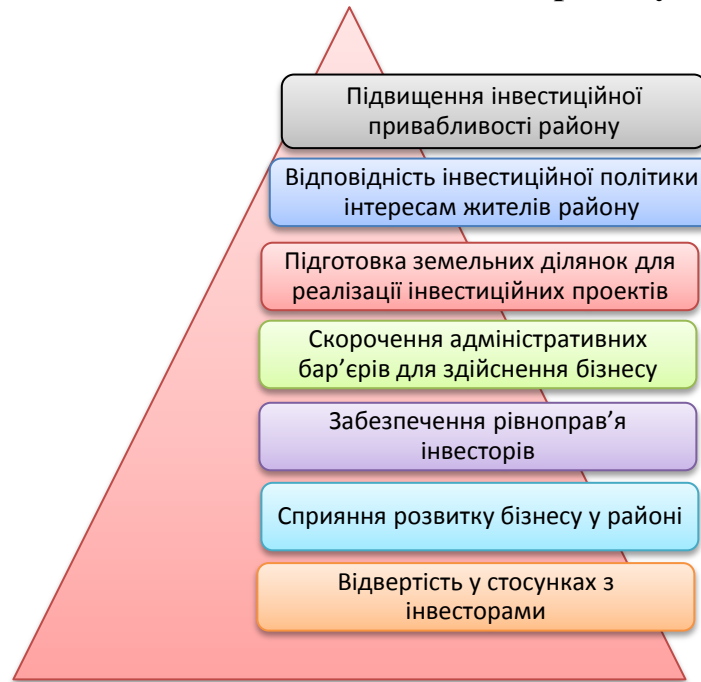 Підвищення інвестиційної
привабливості району
Відповідність інвестиційної політики
інтересам жителів району
Підготовка земельних ділянок для
реалізації інвестиційних проектів
Скорочення адміністративних
бар’єрів для здійснення бізнесу
Забезпечення рівноправ’я
інвесторів
Сприяння розвитку бізнесу у районі
Відвертість у стосунках з
інвесторами